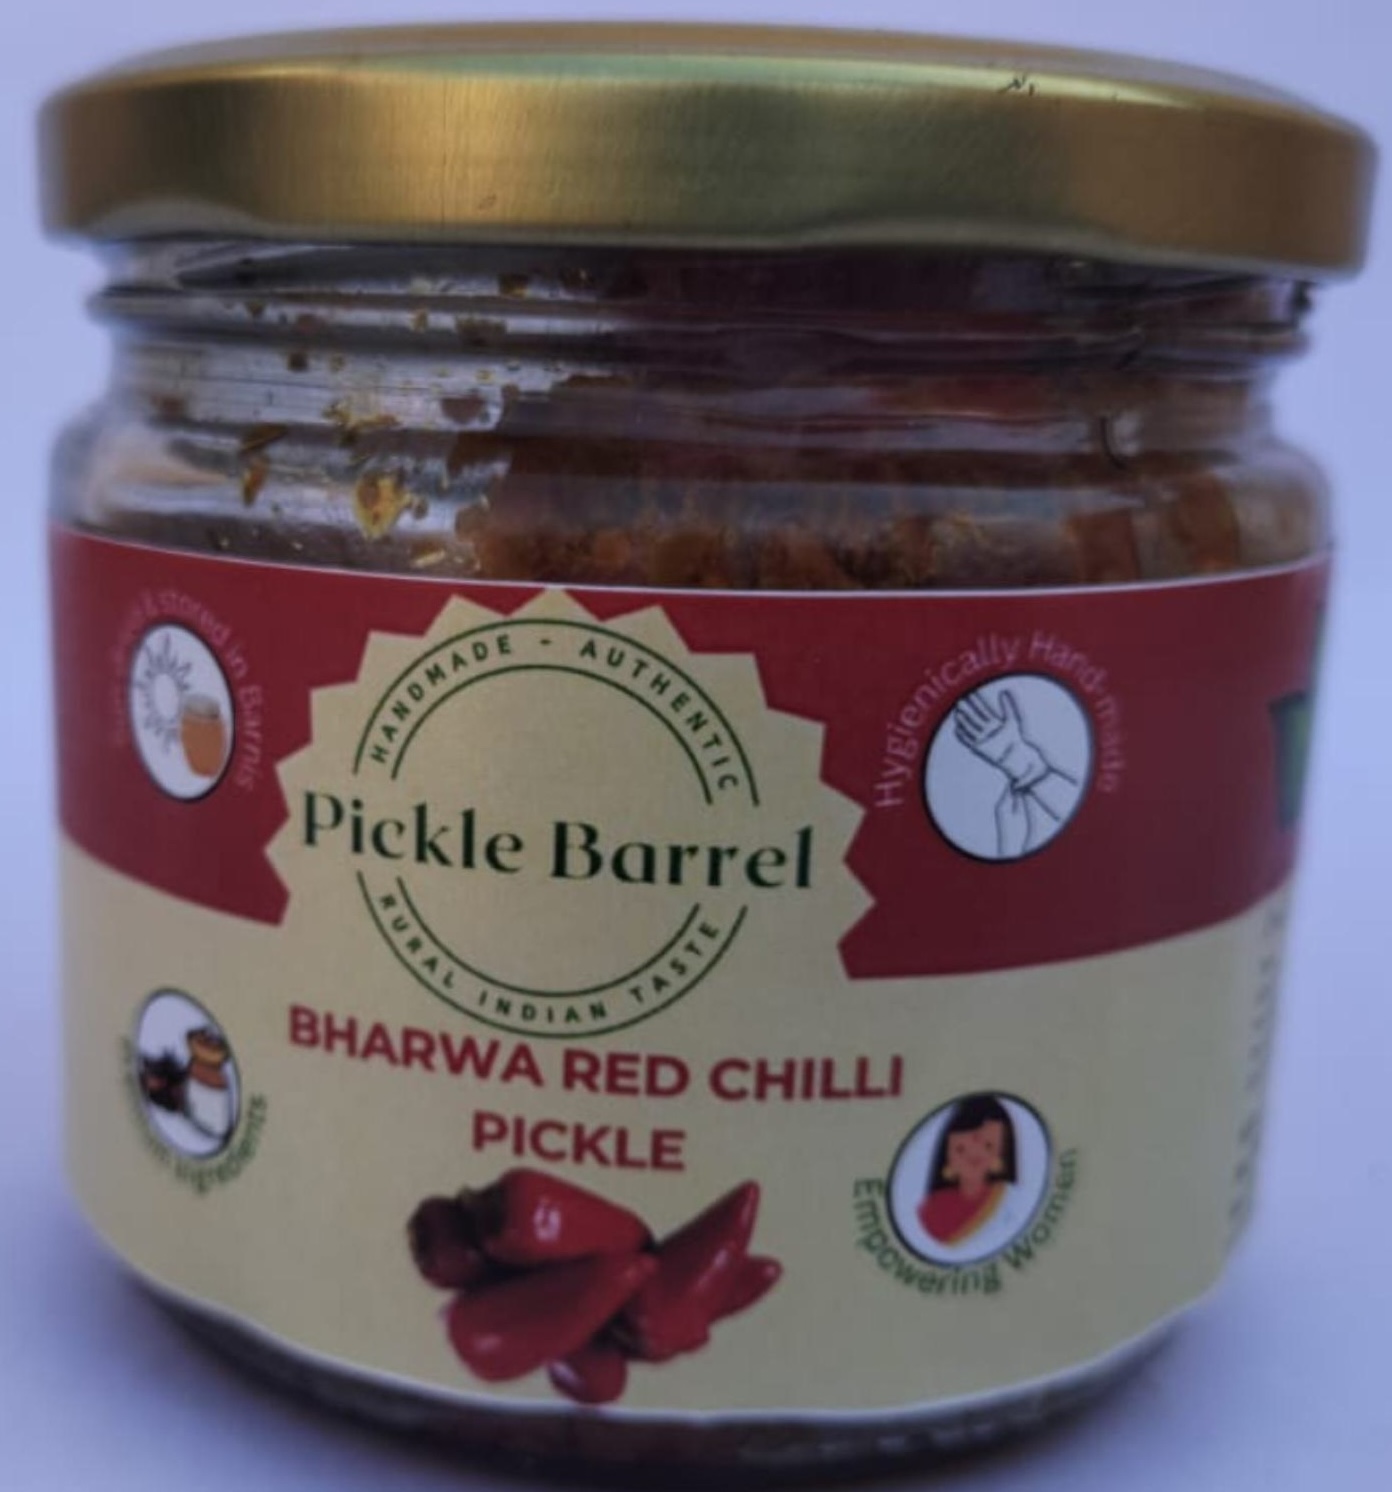 HANDMADE - AUTHENTIC
Pickle Barrel
RURAL INDIAN TASTE
stored in Barnis
Hygienically Hand-made
BHARWA RED CHILLI
PICKLE
Ingredients
Empowering Women